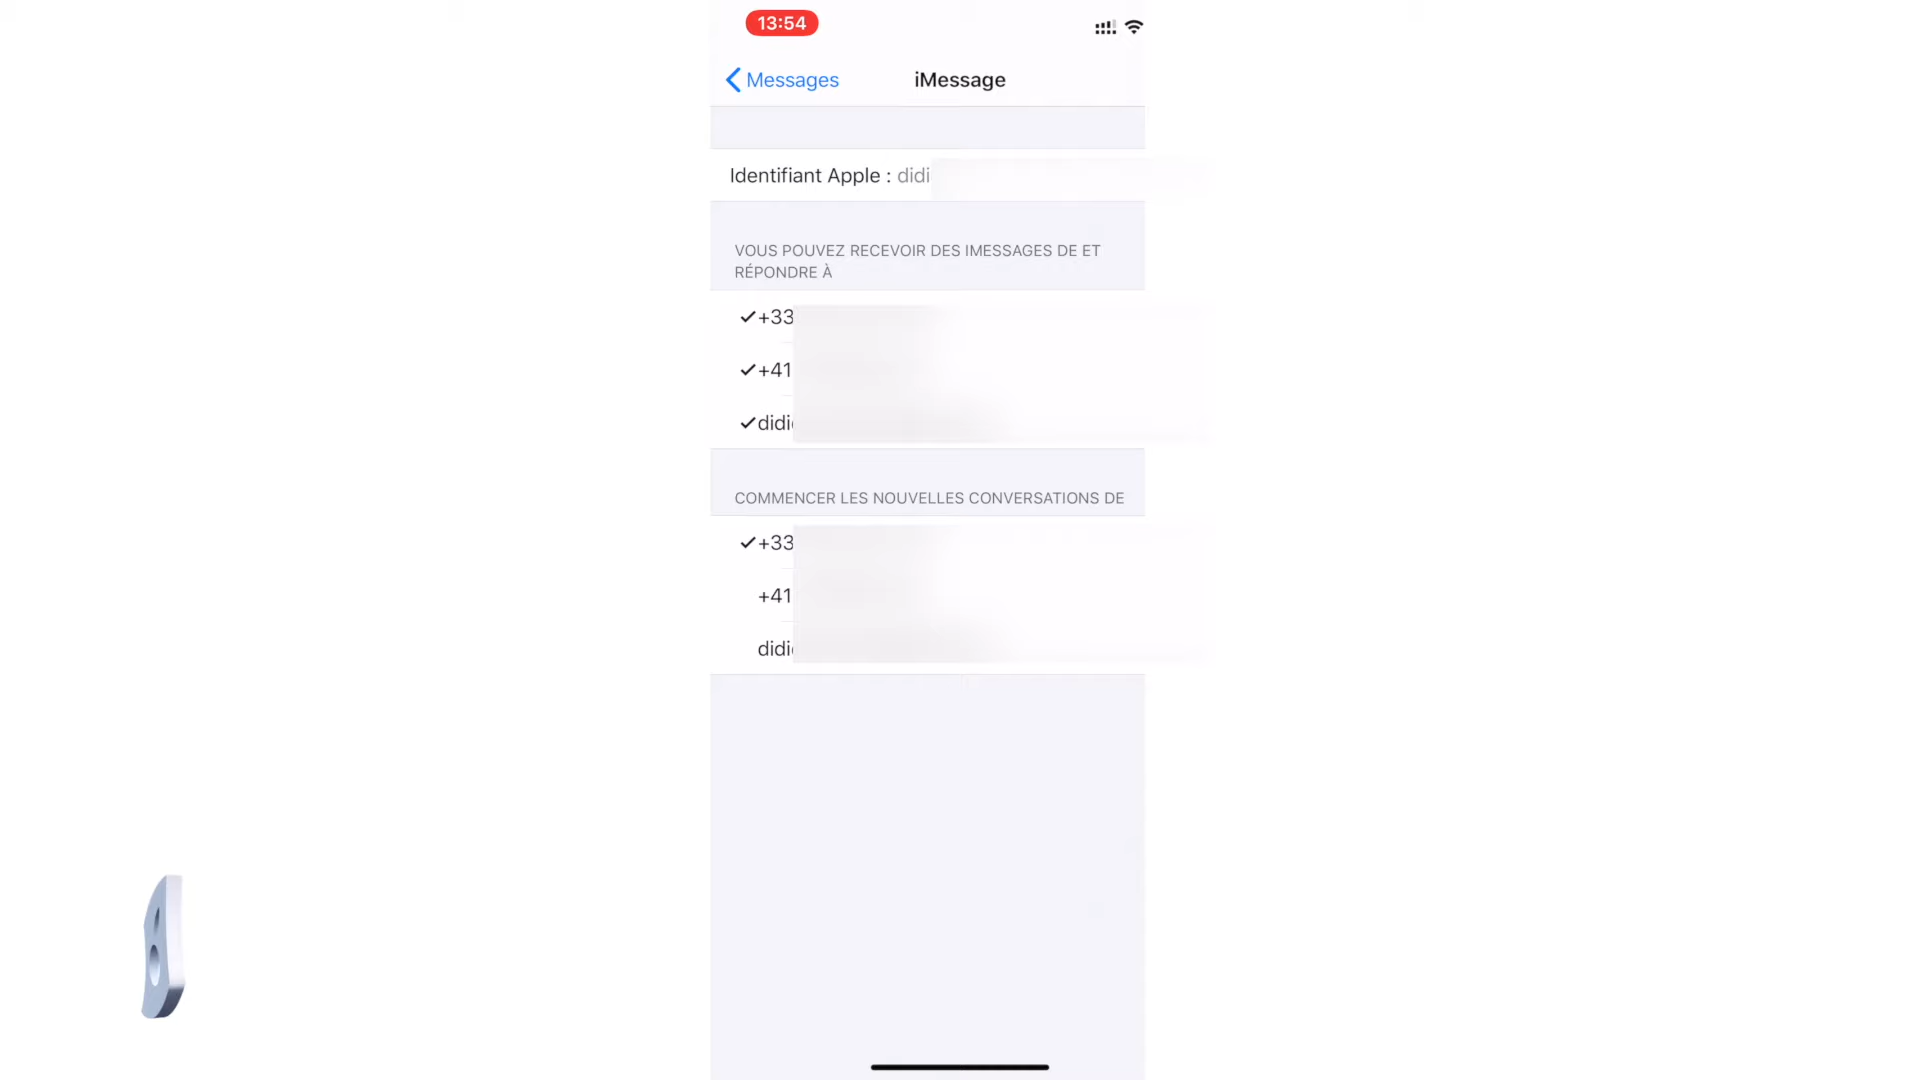 13:54
Messages
iMessage
Identifiant Apple : didi
VOUS POUVEZ RECEVOIR DES IMESSAGES DE ET
RÉPONDRE À
+33
+41
didi
COMMENCER LES NOUVELLES CONVERSATIONS DE
+33
+41
didi